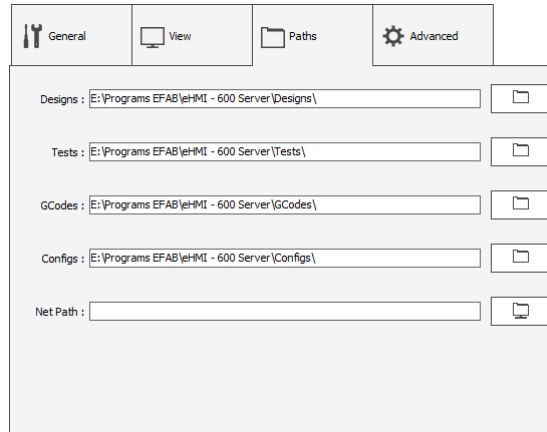 General
View
Paths
Advanced
Designs : E:\Programs EFAB\eHMI - 600 Server\Designs\
Tests : E:\Programs EFAB\eHMI - 600 Server\Tests\
GCodes : E:\Programs EFAB\eHMI - 600 Server\GCodes\
Configs : E:\Programs EFAB\eHMI - 600 Server\Configs\
Net Path :